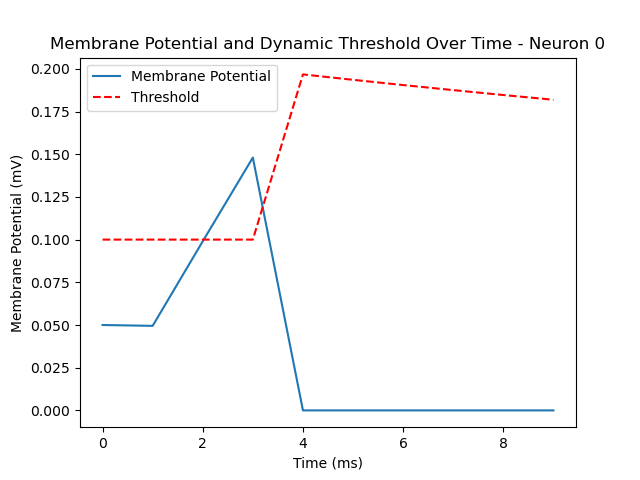 Membrane Potential and Dynamic Threshold Over Time - Neuron 0
Membrane Potential
Threshold
Membrane Potential (mV)
0.200
0.175
0.150
0.125
0.100
0.075
0.050
0.025
0.000
0 2 4 6 8
Time (ms)